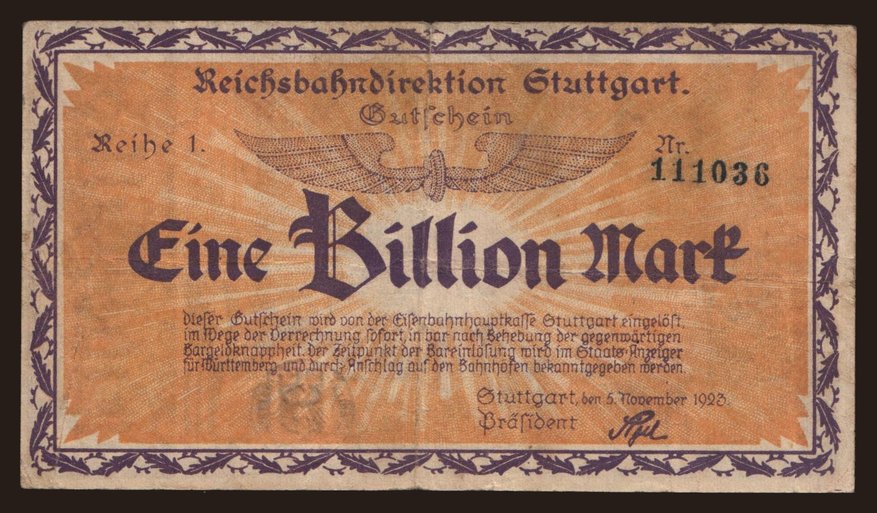 Reichsbahndirektion Stuttgart.
Gutschein
Reihe 1.
Nr.
111036
Eine Billion Mark
Dieser Gutschein wird von der Eisenbahnhauptkasse Stuttgart eingelöst,
im Wege der Verrechnung sofort, in bar nach Behebung der gegenwärtigen
Bargeldknappheit. Der Zeitpunkt der Bareinlösung wird im Staats-Anzeiger
für Württemberg und durch Anschlag auf den Bahnhöfen bekanntgegeben werden.
Stuttgart, den 5. November 1923.
Präsident